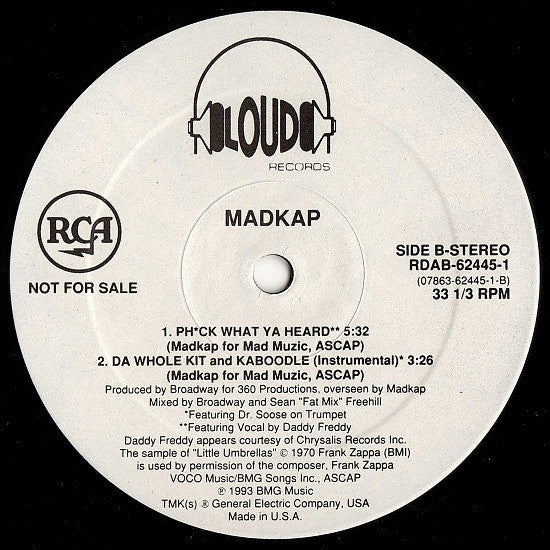 LOUD
RECORDS
MADKAP
RCA
NOT FOR SALE
SIDE B-STEREO
RDAB-62445-1
(07863-62445-1-B)
33 1/3 RPM
1. PH*CK WHAT YA HEARD** 5:32
(Madkap for Mad Muzic, ASCAP)
2. DA WHOLE KIT and KABOODLE (Instrumental)* 3:26
(Madkap for Mad Muzic, ASCAP)
Produced by Broadway for 360 Productions, overseen by Madkap
Mixed by Broadway and Sean "Fat Mix" Freehill
*Featuring Dr. Soose on Trumpet
**Featuring Vocal by Daddy Freddy
Daddy Freddy appears courtesy of Chrysalis Records Inc.
The sample of "Little Umbrellas" © 1970 Frank Zappa (BMI)
is used by permission of the composer, Frank Zappa
VOCO Music/BMG Songs Inc., ASCAP
℗ 1993 BMG Music
TMK(s) ® General Electric Company, USA
Made in U.S.A.